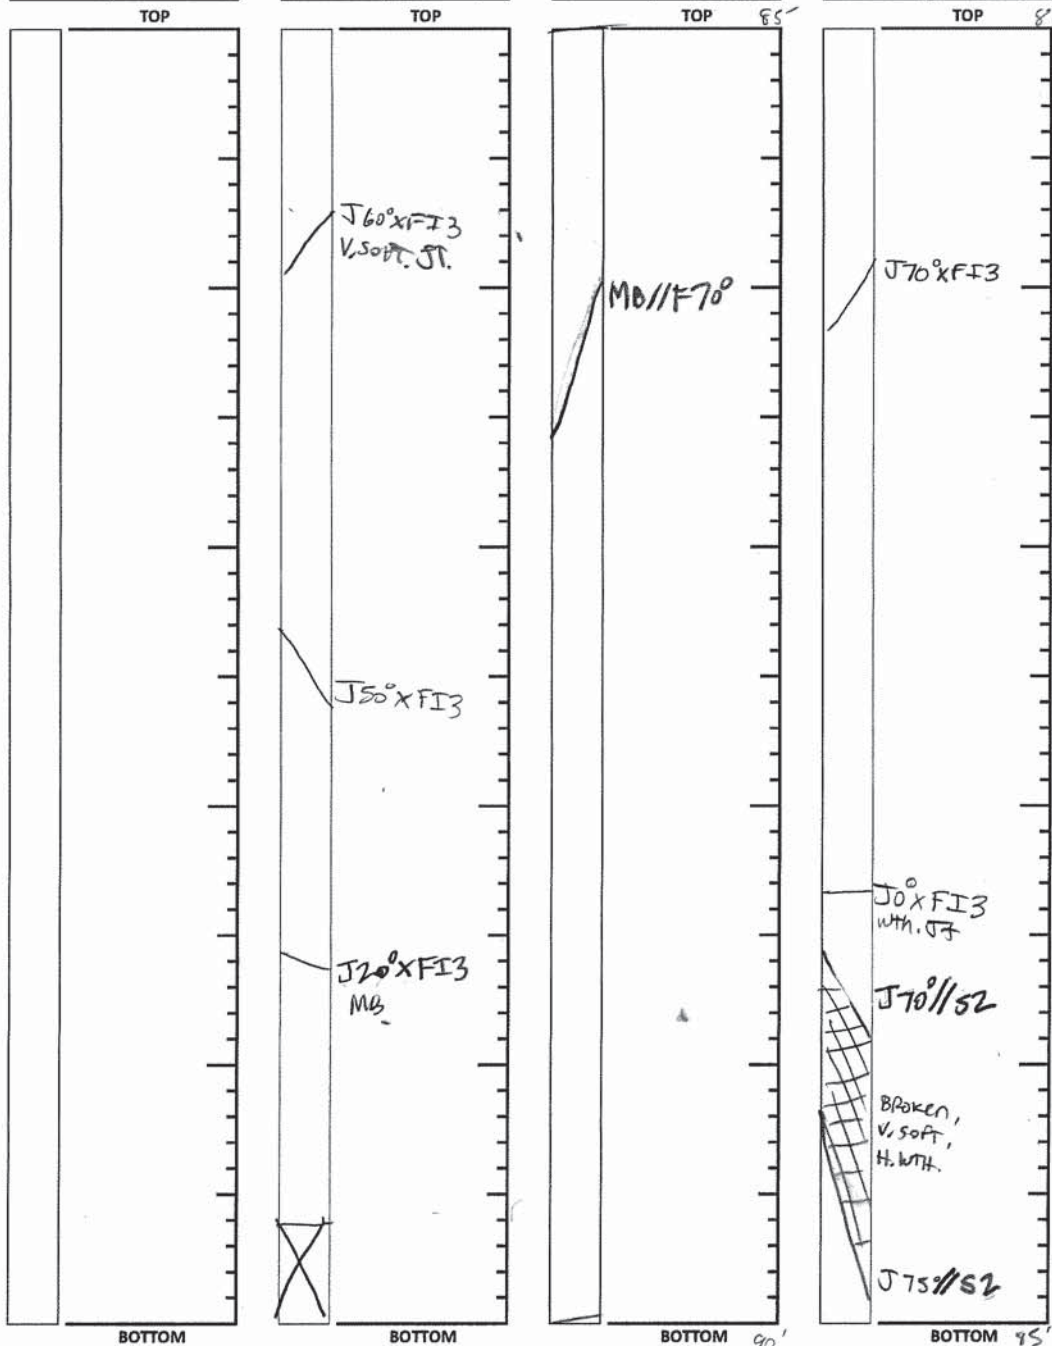 TOP
BOTTOM
TOP
J60°XFI3
V.SOFT. JT.
J50°XFI3
J20°XFI3
MB
BOTTOM
TOP 85'
MB//F70°
BOTTOM 90'
TOP
J70°XFI3
J0°XFI3
WTH. JT
J70°//S2
BROKEN,
V. SOFT,
H. WTH.
J75°//S2
BOTTOM 85'